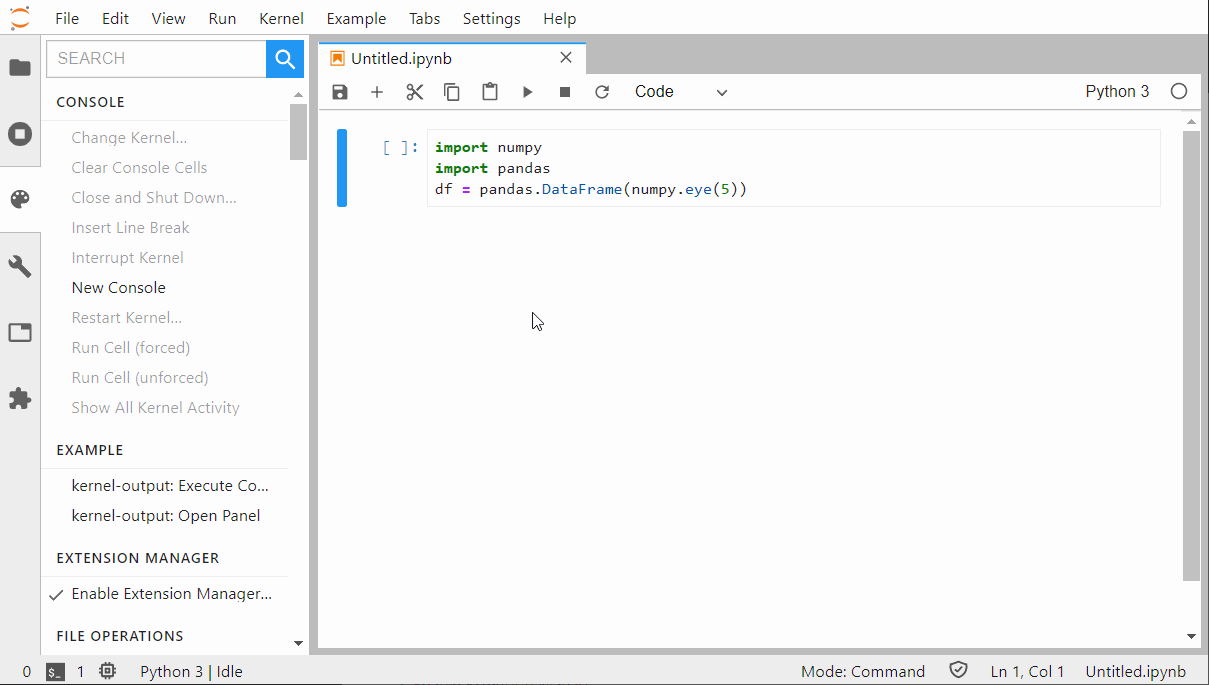 File Edit View Run Kernel Example Tabs Settings Help
SEARCH
CONSOLE
Change Kernel...
Clear Console Cells
Close and Shut Down...
Insert Line Break
Interrupt Kernel
New Console
Restart Kernel...
Run Cell (forced)
Run Cell (unforced)
Show All Kernel Activity
EXAMPLE
kernel-output: Execute Co...
kernel-output: Open Panel
EXTENSION MANAGER
Enable Extension Manager...
FILE OPERATIONS
Untitled.ipynb
Code
Python 3
[ ]:
import numpy
import pandas
df = pandas.DataFrame(numpy.eye(5))
0 $_ 1 Python 3 | Idle Mode: Command Ln 1, Col 1 Untitled.ipynb